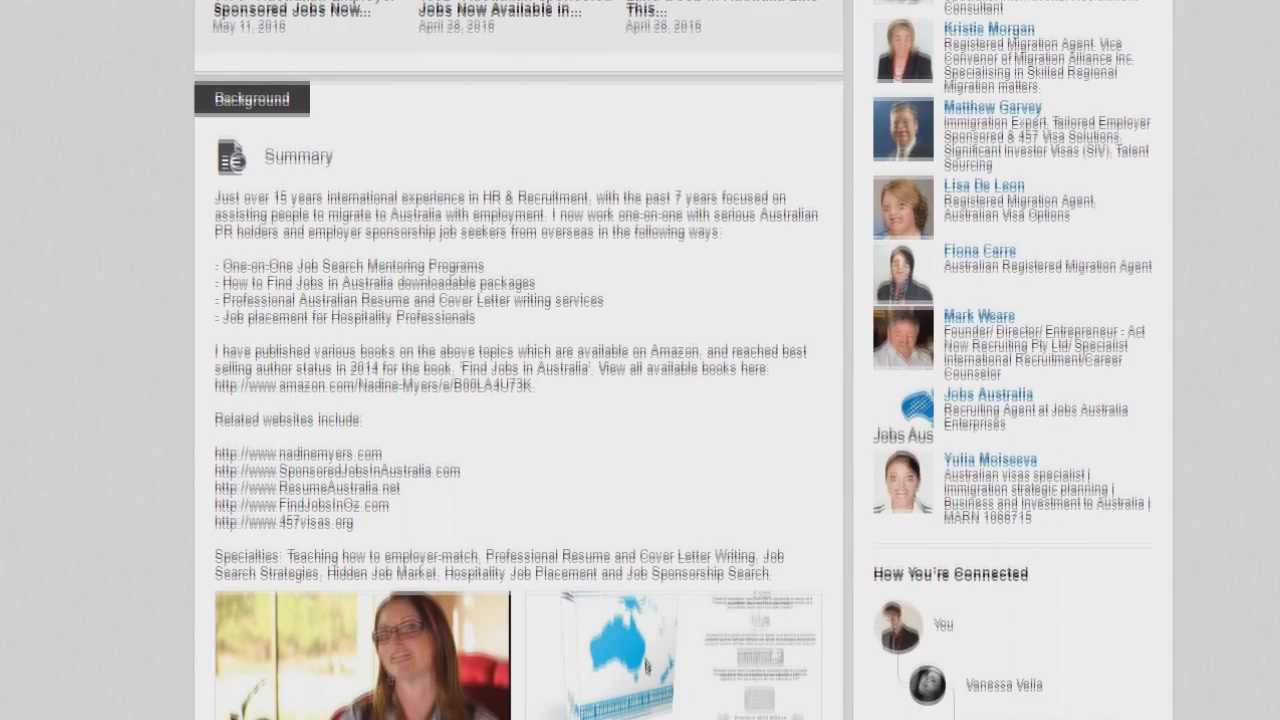 Sponsored Jobs Now...
Jobs Now Available in...
This...
May 11, 2016
April 28, 2016
April 28, 2016
Background
Summary
Just over 15 years international experience in HR & Recruitment, with the past 7 years focused on
assisting people to migrate to Australia with employment. I now work one-on-one with serious Australian
PR holders and employer sponsorship job seekers from overseas in the following ways:
- One-on-One Job Search Mentoring Programs
- How to Find Jobs in Australia downloadable packages
- Professional Australian Resume and Cover Letter writing services
- Job placement for Hospitality Professionals
I have published various books on the above topics which are available on Amazon, and reached best
selling author status in 2014 for the book, 'Find Jobs in Australia'. View all available books here:
http://www.amazon.com/Nadine-Myers/e/B00LA4U73K.
Related websites include:
http://www.nadinemyers.com
http://www.SponsoredJobsInAustralia.com
http://www.ResumeAustralia.net
http://www.FindJobsInOz.com
http://www.457visas.org
Specialties: Teaching how to employer-match, Professional Resume and Cover Letter Writing, Job
Search Strategies, Hidden Job Market, Hospitality Job Placement and Job Sponsorship Search.
Kristie Morgan
Registered Migration Agent. Vice
Convenor of Migration Alliance Inc.
Specialising in Skilled Regional
Migration matters.
Matthew Garvey
Immigration Expert, Tailored Employer
Sponsored & 457 Visa Solutions,
Significant Investor Visas (SIV), Talent
Sourcing
Lisa De Leon
Registered Migration Agent,
Australian Visa Options
Fiona Carre
Australian Registered Migration Agent
Mark Weare
Founder/ Director/ Entrepreneur - Act
Now Recruiting Pty Ltd/ Specialist
International Recruitment/Career
Counselor
Jobs Australia
Recruiting Agent at Jobs Australia
Enterprises
Jobs Aus
Yulia Moiseeva
Australian visas specialist |
Immigration strategic planning |
Business and Investment to Australia |
MARN 1066715
How You're Connected
You
Vanessa Vella